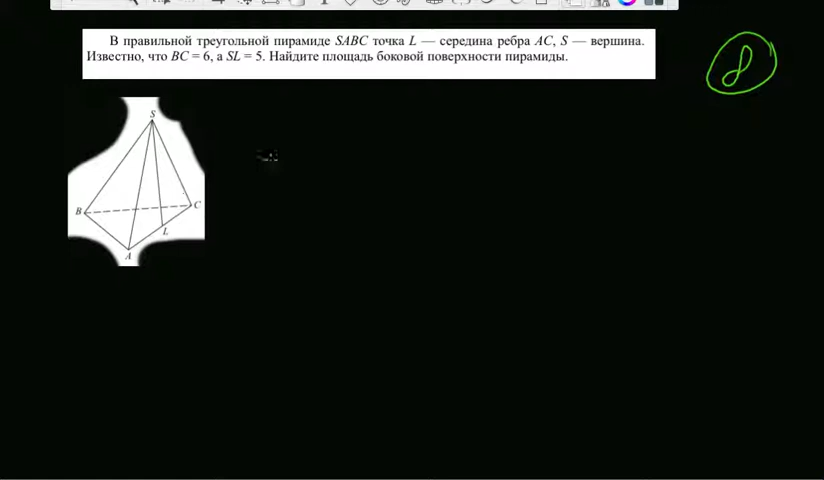 В правильной треугольной пирамиде SABC точка L — середина ребра AC, S — вершина.
Известно, что BC = 6, а SL = 5. Найдите площадь боковой поверхности пирамиды.
S
B
C
L
A